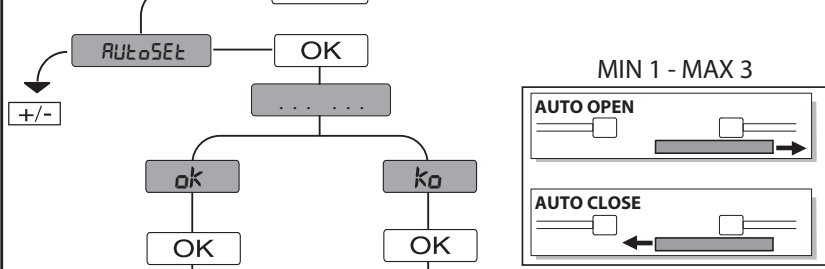 AUtoSEt
OK
+/-
... ...
ok
Ko
OK
OK
MIN 1 - MAX 3
AUTO OPEN
AUTO CLOSE